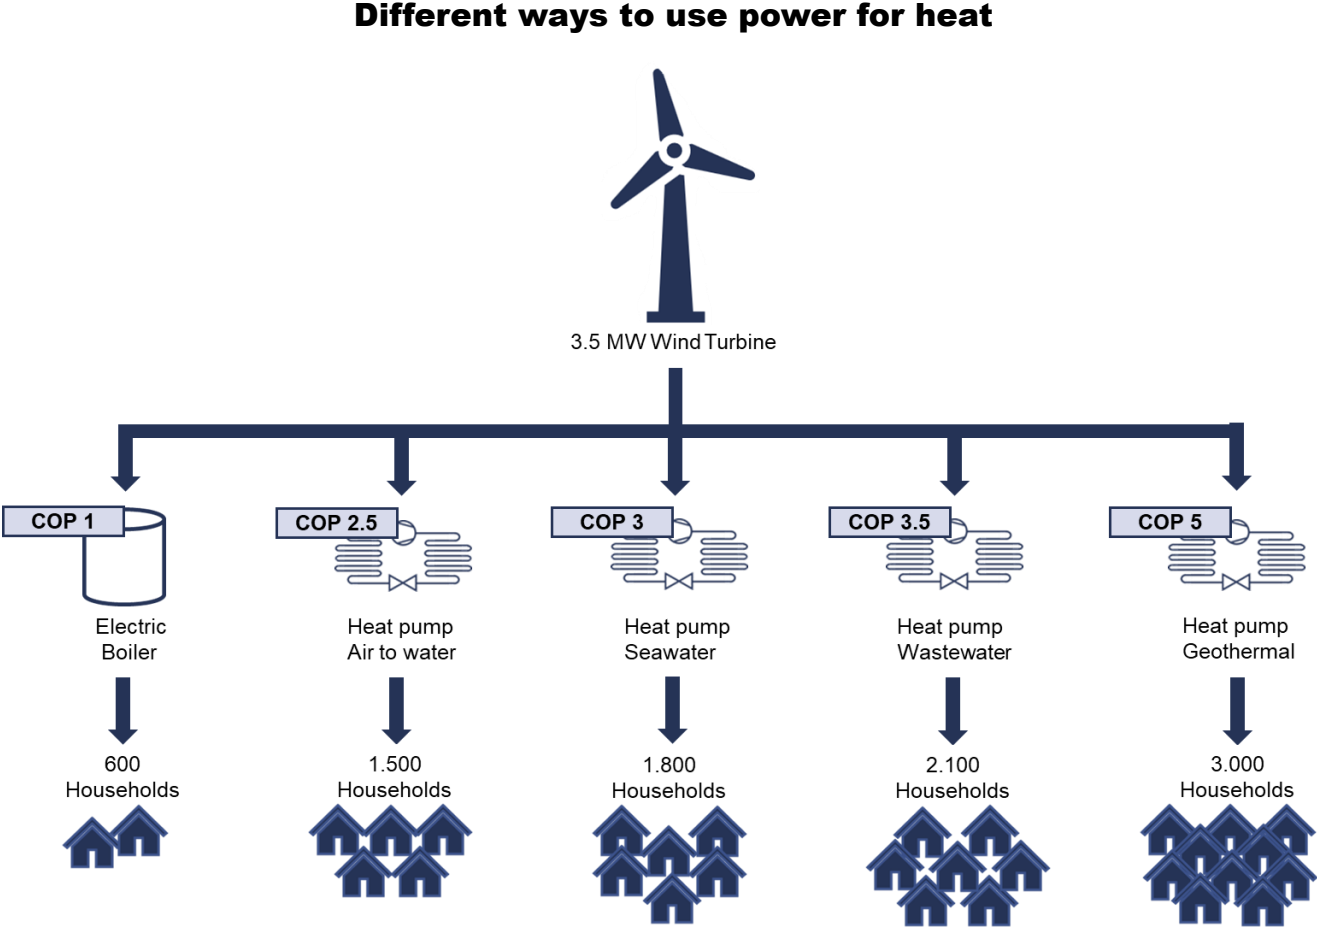 Different ways to use power for heat
3.5 MW Wind Turbine
COP 1
COP 2.5
COP 3
COP 3.5
COP 5
Electric
Boiler
Heat pump
Air to water
Heat pump
Seawater
Heat pump
Wastewater
Heat pump
Geothermal
600
Households
1.500
Households
1.800
Households
2.100
Households
3.000
Households